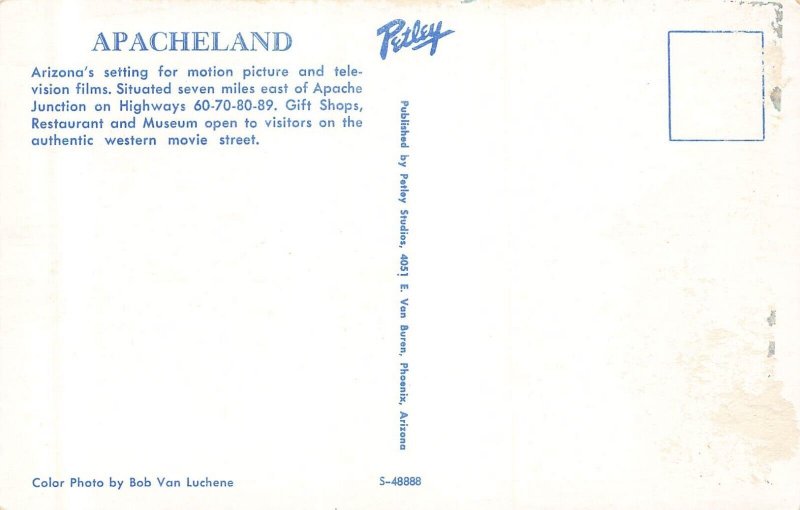 APACHELAND
Arizona's setting for motion picture and tele-
vision films. Situated seven miles east of Apache
Junction on Highways 60-70-80-89. Gift Shops,
Restaurant and Museum open to visitors on the
authentic western movie street.
Color Photo by Bob Van Luchene
Petley
Published by Petley Studios, 4051 E. Van Buren, Phoenix, Arizona
S-48888